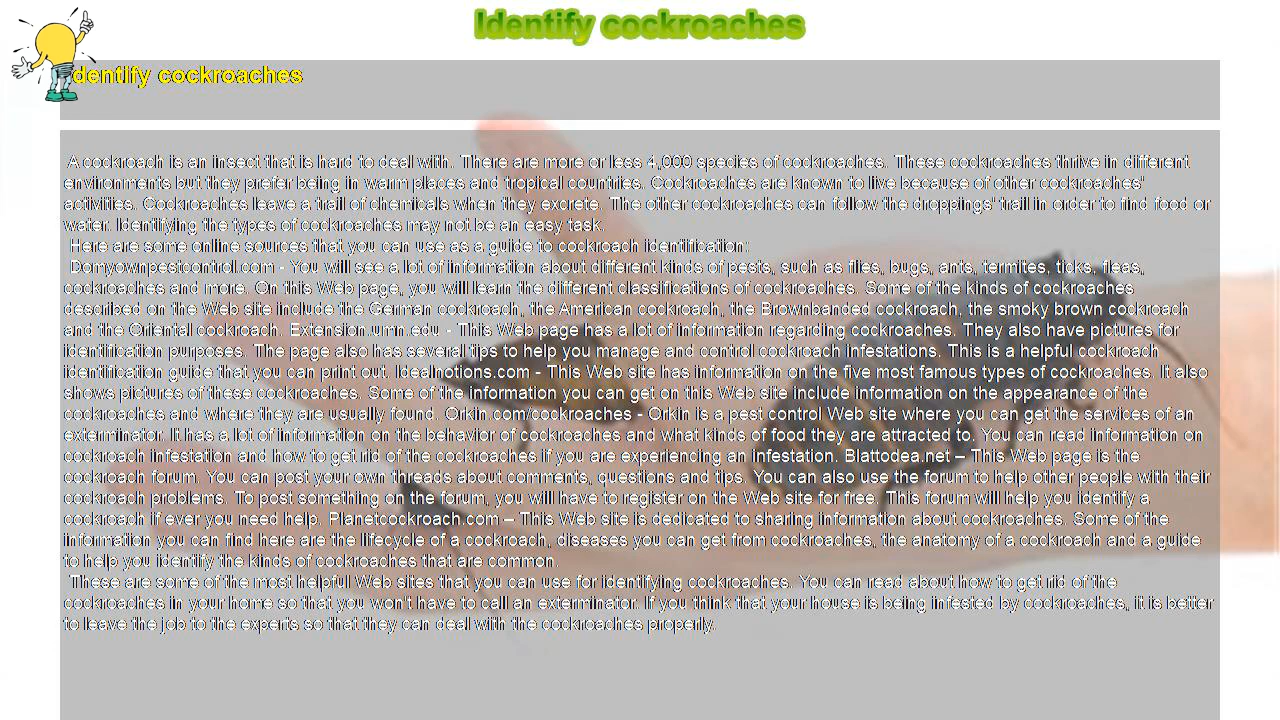 Identify cockroaches
dentify cockroaches
A cockroach is an insect that is hard to deal with. There are more or less 4,000 species of cockroaches. These cockroaches thrive in different
environments but they prefer being in warm places and tropical countries. Cockroaches are known to live because of other cockroaches'
activities. Cockroaches leave a trail of chemicals when they excrete. The other cockroaches can follow the droppings' trail in order to find food or
water. Identifying the types of cockroaches may not be an easy task.
Here are some online sources that you can use as a guide to cockroach identification:
Domyownpestcontrol.com - You will see a lot of information about different kinds of pests, such as flies, bugs, ants, termites, ticks, fleas,
cockroaches and more. On this Web page, you will learn the different classifications of cockroaches. Some of the kinds of cockroaches
described on the Web site include the German cockroach, the American cockroach, the Brownbanded cockroach, the smoky brown cockroach
and the Oriental cockroach. Extension.umn.edu - This Web page has a lot of information regarding cockroaches. They also have pictures for
identification purposes. The page also has several tips to help you manage and control cockroach infestations. This is a helpful cockroach
identification guide that you can print out. Idealnotions.com - This Web site has information on the five most famous types of cockroaches. It also
shows pictures of these cockroaches. Some of the information you can get on this Web site include information on the appearance of the
cockroaches and where they are usually found. Orkin.com/cockroaches - Orkin is a pest control Web site where you can get the services of an
exterminator. It has a lot of information on the behavior of cockroaches and what kinds of food they are attracted to. You can read information on
cockroach infestation and how to get rid of the cockroaches if you are experiencing an infestation. Blattodea.net – This Web page is the
cockroach forum. You can post your own threads about comments, questions and tips. You can also use the forum to help other people with their
cockroach problems. To post something on the forum, you will have to register on the Web site for free. This forum will help you identify a
cockroach if ever you need help. Planetcockroach.com – This Web site is dedicated to sharing information about cockroaches. Some of the
information you can find here are the lifecycle of a cockroach, diseases you can get from cockroaches, the anatomy of a cockroach and a guide
to help you identify the kinds of cockroaches that are common.
These are some of the most helpful Web sites that you can use for identifying cockroaches. You can read about how to get rid of the
cockroaches in your home so that you won't have to call an exterminator. If you think that your house is being infested by cockroaches, it is better
to leave the job to the experts so that they can deal with the cockroaches properly.